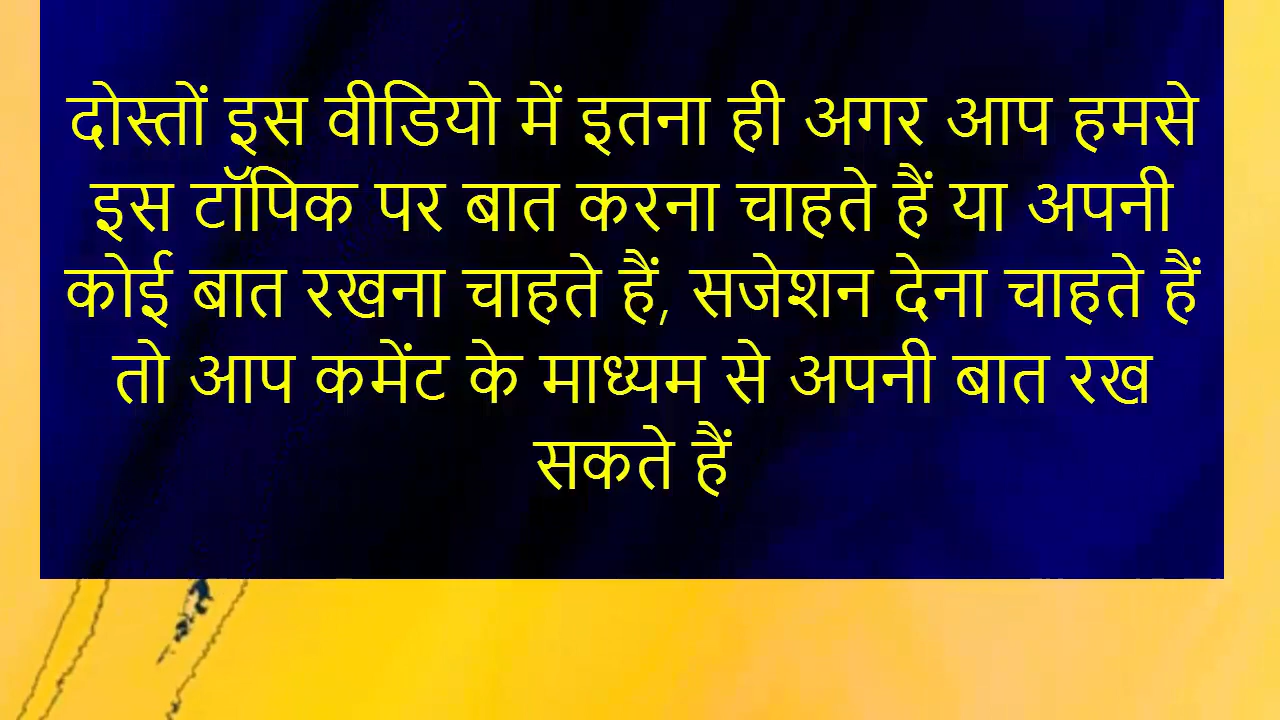 दोस्तों इस वीडियो में इतना ही अगर आप हमसे
इस टॉपिक पर बात करना चाहते हैं या अपनी
कोई बात रखना चाहते हैं, सजेशन देना चाहते हैं
तो आप कमेंट के माध्यम से अपनी बात रख
सकते हैं